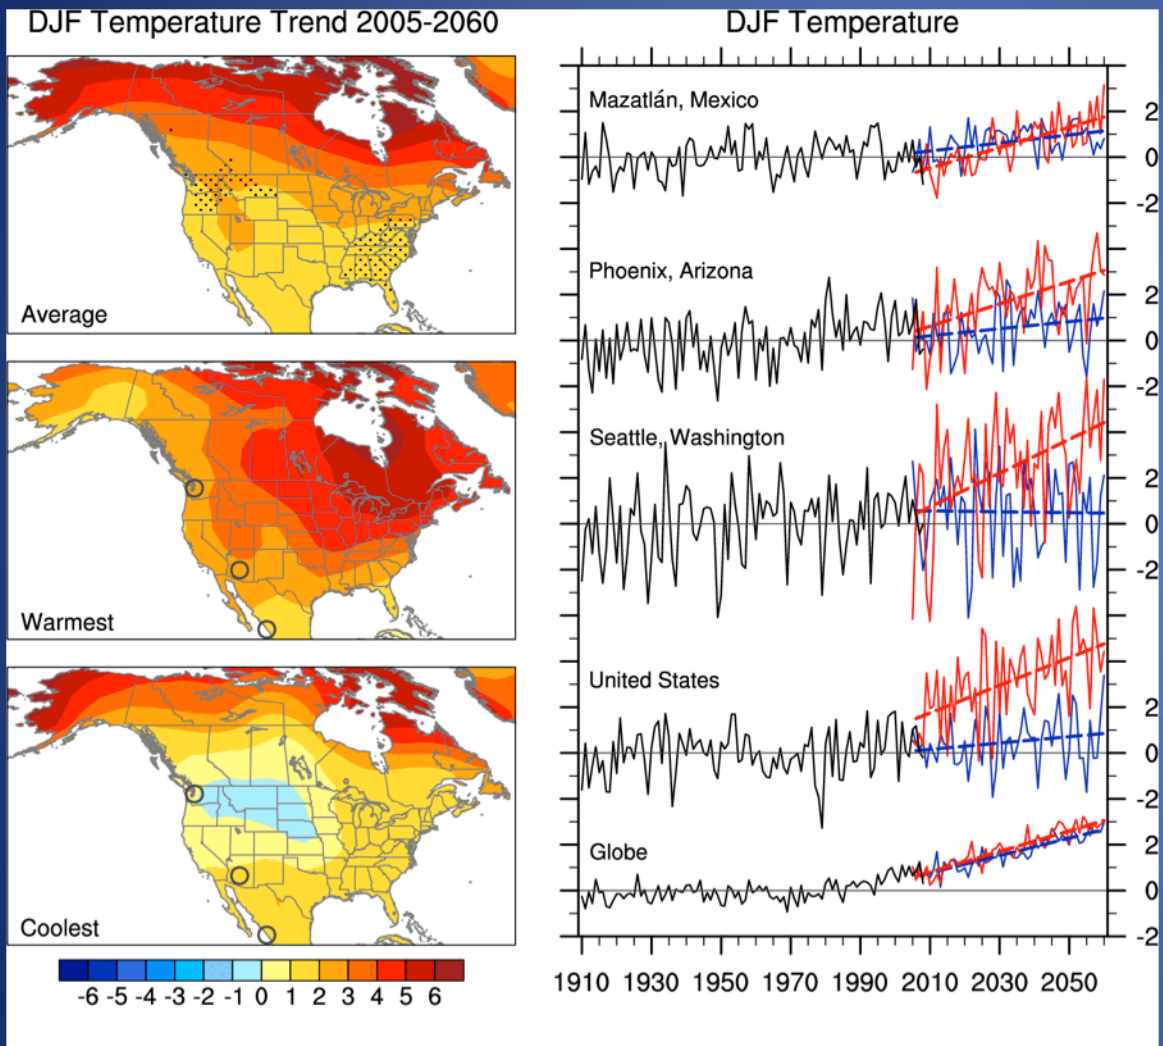 DJF Temperature Trend 2005-2060
Average
Warmest
Coolest
-6 -5 -4 -3 -2 -1 0 1 2 3 4 5 6
DJF Temperature
Mazatlán, Mexico
2
0
-2
Phoenix, Arizona
2
0
-2
Seattle, Washington
2
0
-2
United States
2
0
-2
Globe
2
0
-2
1910 1930 1950 1970 1990 2010 2030 2050